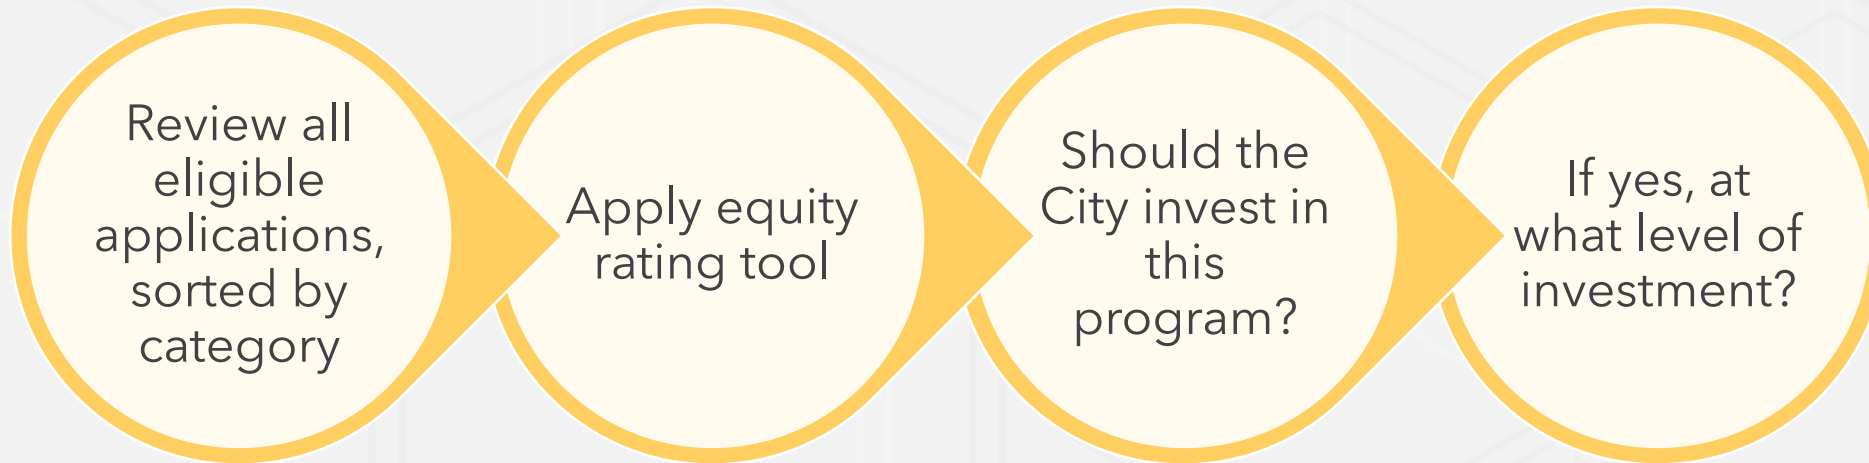 Review all
eligible
applications,
sorted by
category
Apply equity
rating tool
Should the
City invest in
this
program?
If yes, at
what level of
investment?